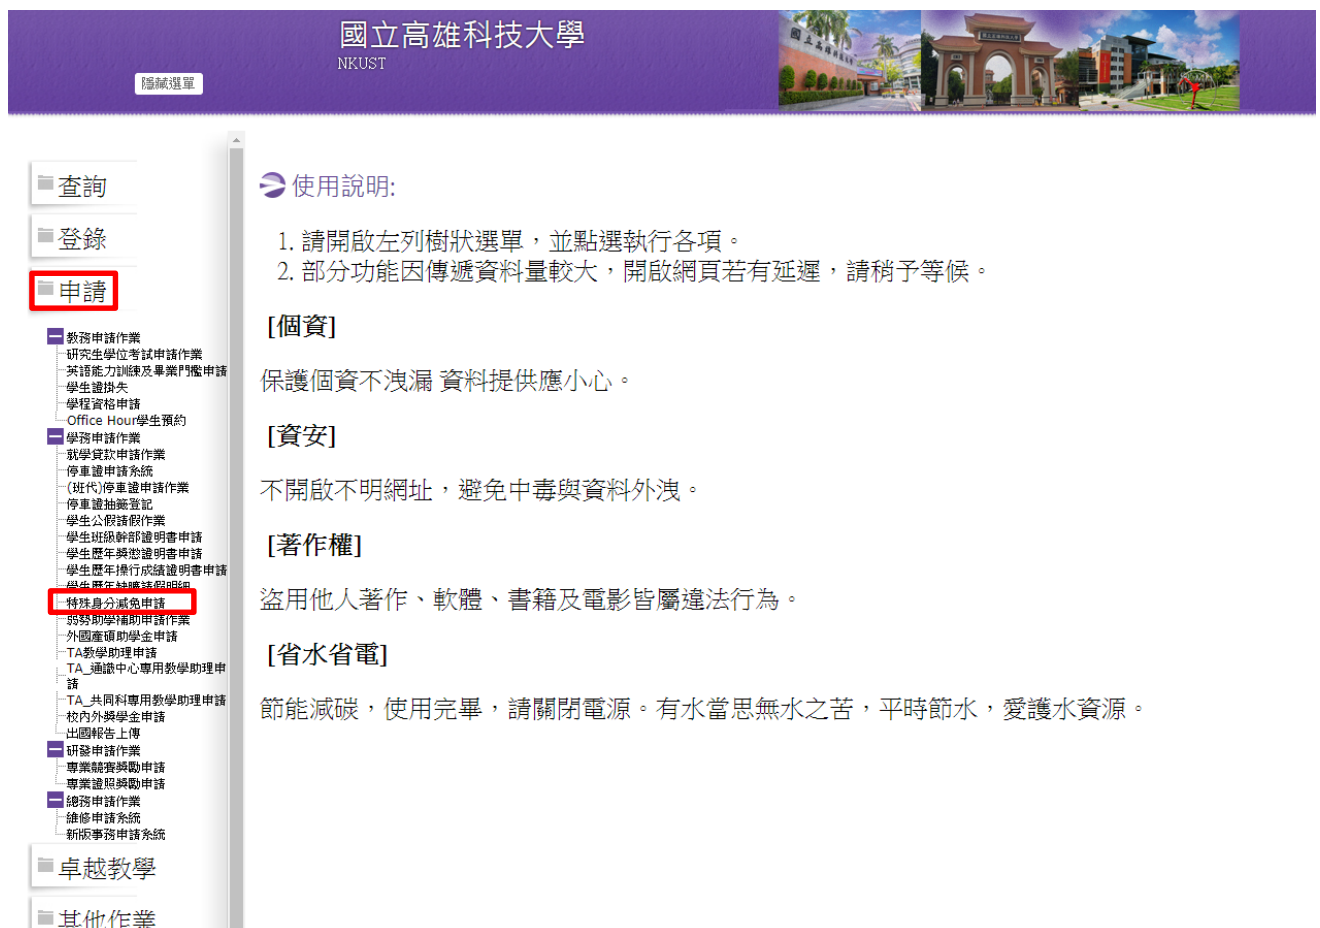 國立高雄科技大學
NKUST
隱藏選單
查詢
登錄
申請
教務申請作業
研究生學位考試申請作業
英語能力訓練及畢業門檻申請
學生證掛失
學程資格申請
Office Hour學生預約
學務申請作業
就學貸款申請作業
停車證申請系統
(班代)停車證申請作業
停車證抽籤登記
學生公假請假作業
學生班級幹部證明書申請
學生歷年獎懲證明書申請
學生歷年操行成績證明書申請
學生歷年缺曠請假明細
特殊身分減免申請
弱勢助學補助申請作業
外國產碩助學金申請
TA教學助理申請
TA_通識中心專用教學助理申
請
TA_共同科專用教學助理申請
校內外獎學金申請
出國報告上傳
研發申請作業
專業競賽獎勵申請
專業證照獎勵申請
總務申請作業
維修申請系統
新版事務申請系統
卓越教學
其他作業
使用說明:
1. 請開啟左列樹狀選單，並點選執行各項。
2. 部分功能因傳遞資料量較大，開啟網頁若有延遲，請稍予等候。
[個資]
保護個資不洩漏 資料提供應小心。
[資安]
不開啟不明網址，避免中毒與資料外洩。
[著作權]
盜用他人著作、軟體、書籍及電影皆屬違法行為。
[省水省電]
節能減碳，使用完畢，請關閉電源。有水當思無水之苦，平時節水，愛護水資源。